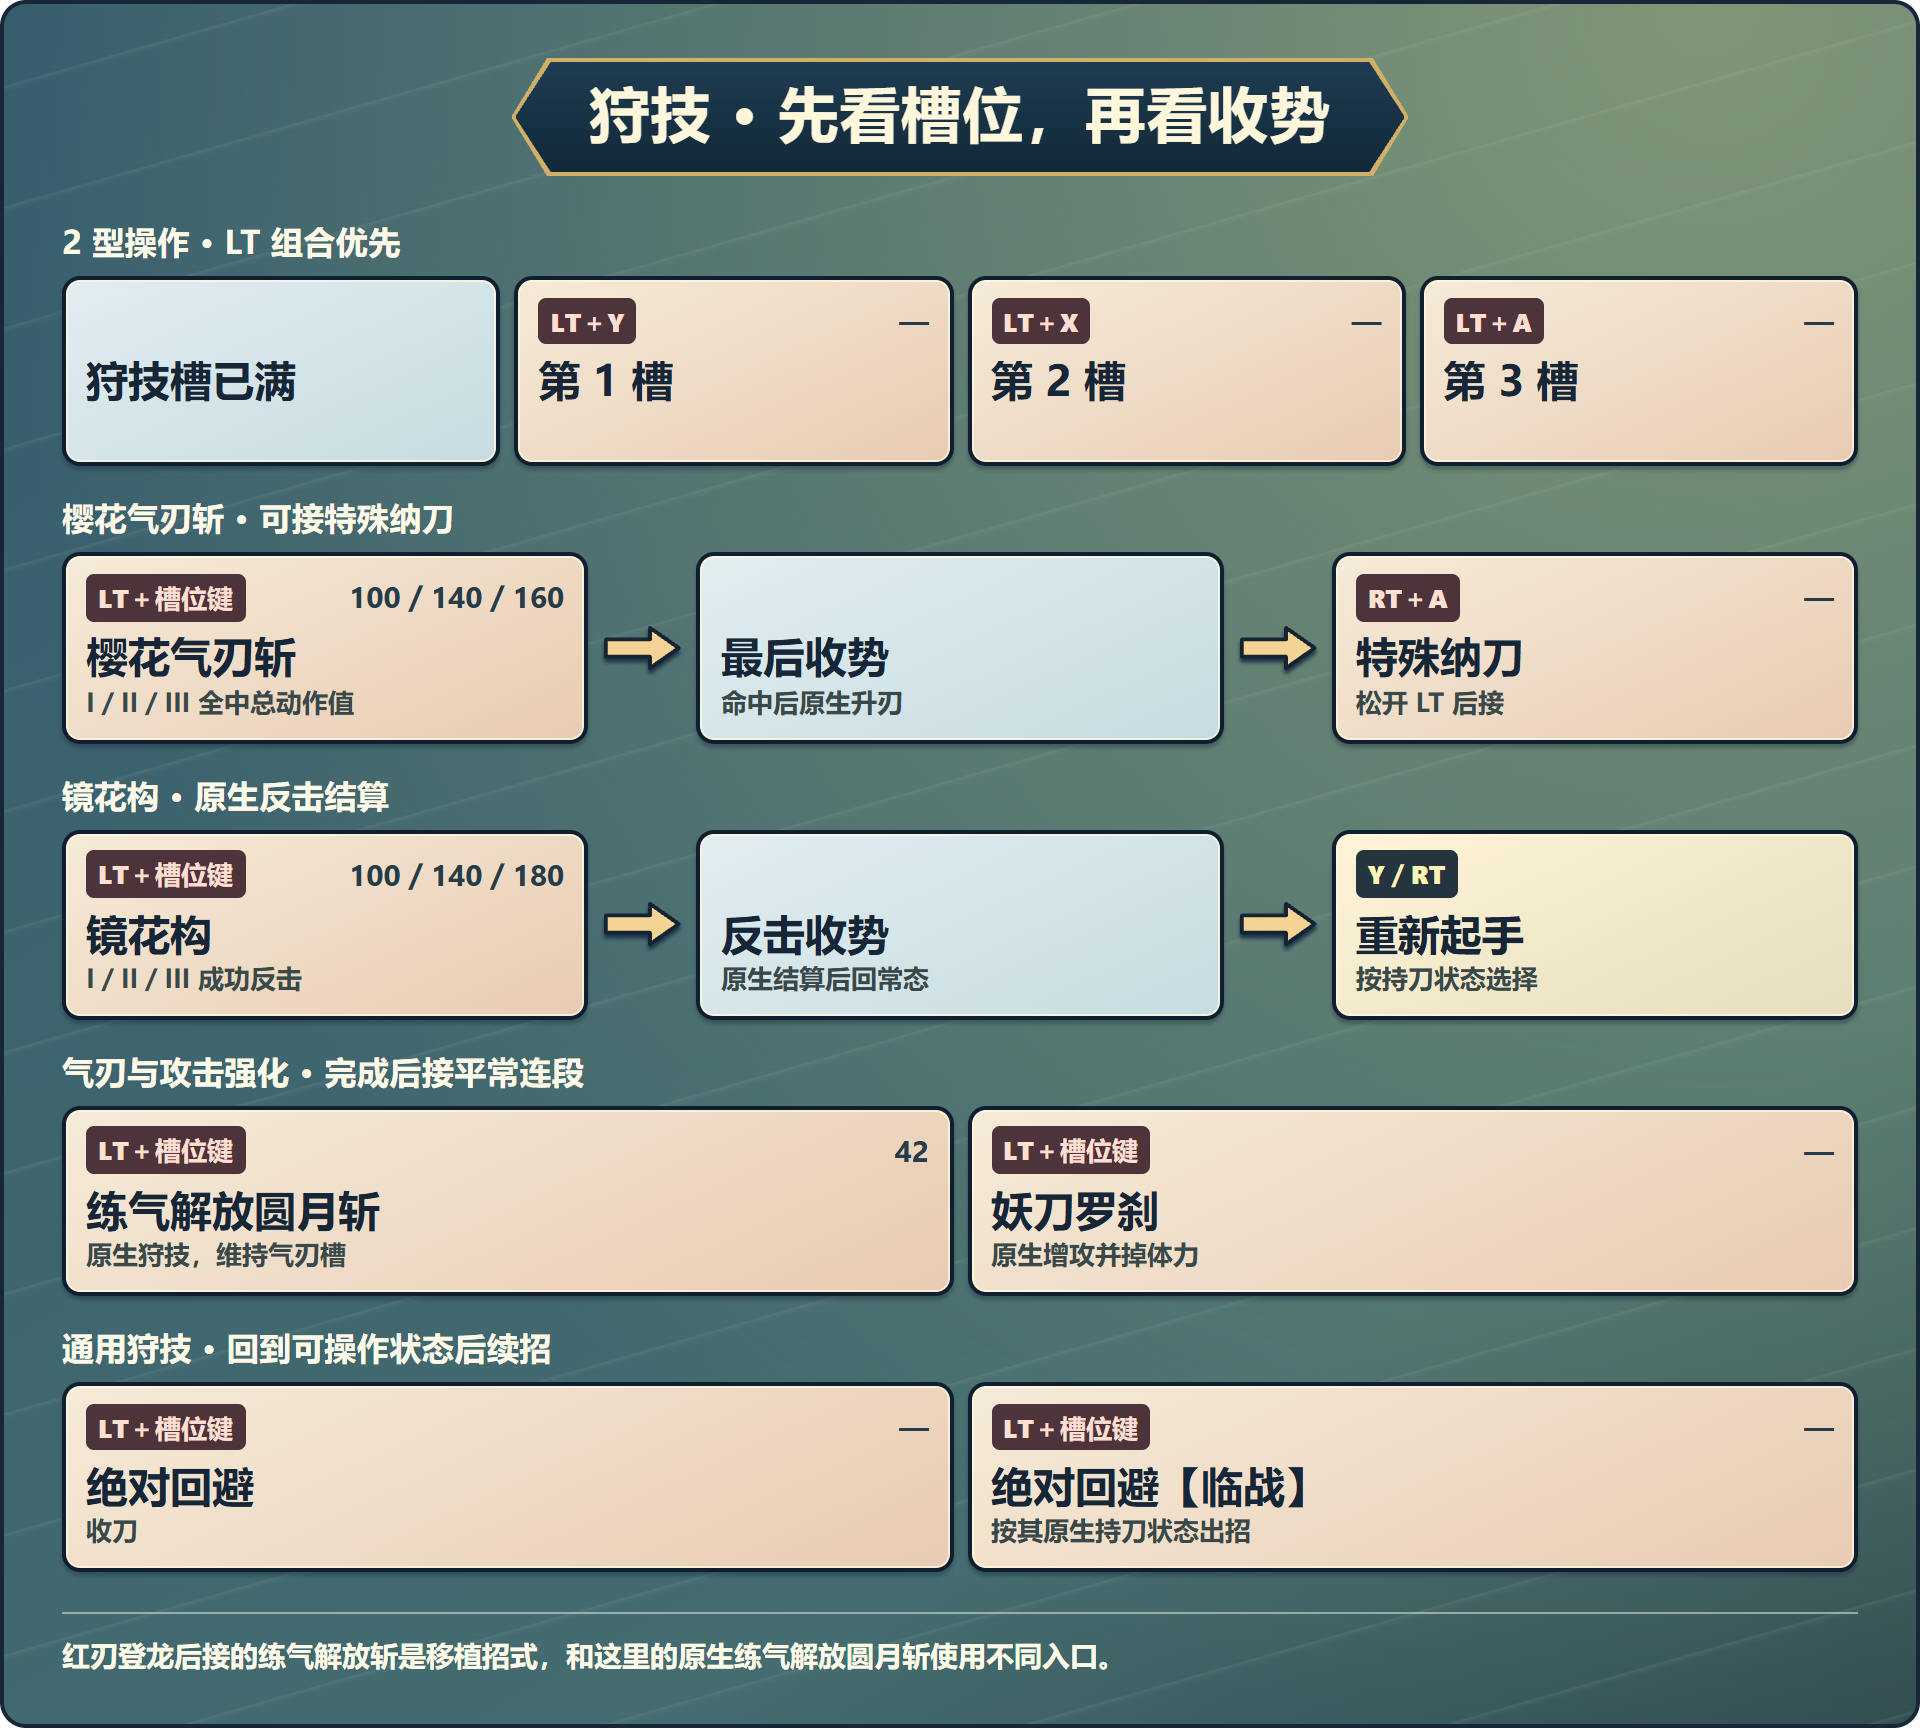 狩技·先看槽位，再看收势
2 型操作·LT 组合优先
狩技槽已满
LT+Y —
第 1 槽
LT+X —
第 2 槽
LT+A —
第 3 槽
樱花气刃斩·可接特殊纳刀
LT+槽位键 100 / 140 / 160
樱花气刃斩
I / II / III 全中总动作值
最后收势
命中后原生升刃
RT+A —
特殊纳刀
松开 LT 后接
镜花构·原生反击结算
LT+槽位键 100 / 140 / 180
镜花构
I / II / III 成功反击
反击收势
原生结算后回常态
Y / RT
重新起手
按持刀状态选择
气刃与攻击强化·完成后接平常连段
LT+槽位键 42
练气解放圆月斩
原生狩技，维持气刃槽
LT+槽位键 —
妖刀罗刹
原生增攻并掉体力
通用狩技·回到可操作状态后续招
LT+槽位键 —
绝对回避
收刀
LT+槽位键 —
绝对回避【临战】
按其原生持刀状态出招
红刃登龙后接的练气解放斩是移植招式，和这里的原生练气解放圆月斩使用不同入口。